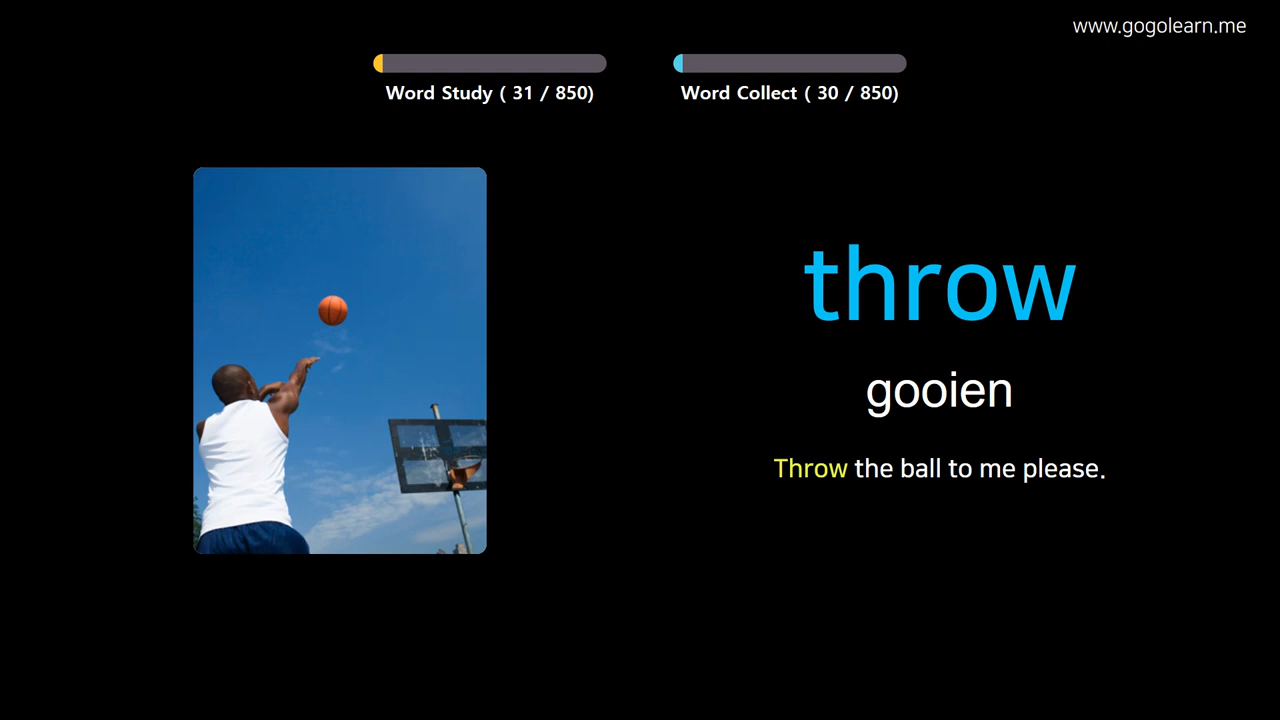 www.gogolearn.me
Word Study ( 31 / 850)
Word Collect ( 30 / 850)
throw
gooien
Throw the ball to me please.